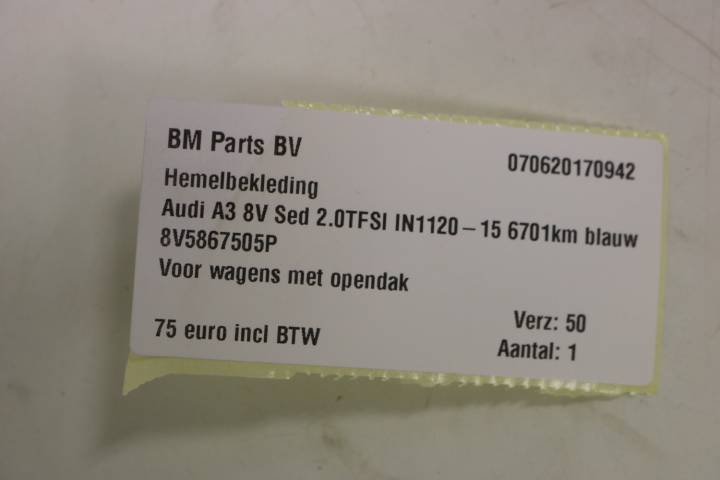 BM Parts BV
070620170942
Hemelbekleding
Audi A3 8V Sed 2.0TFSI IN1120-15 6701km blauw
8V5867505P
Voor wagens met opendak
Verz: 50
75 euro incl BTW
Aantal: 1